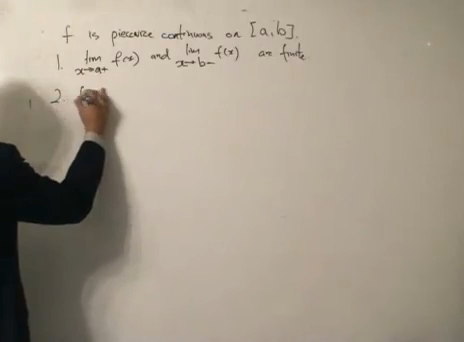 f is piecewise continuous on [a,b].
1. lim x→a+ f(x) and lim x→b- f(x) are finite
2.